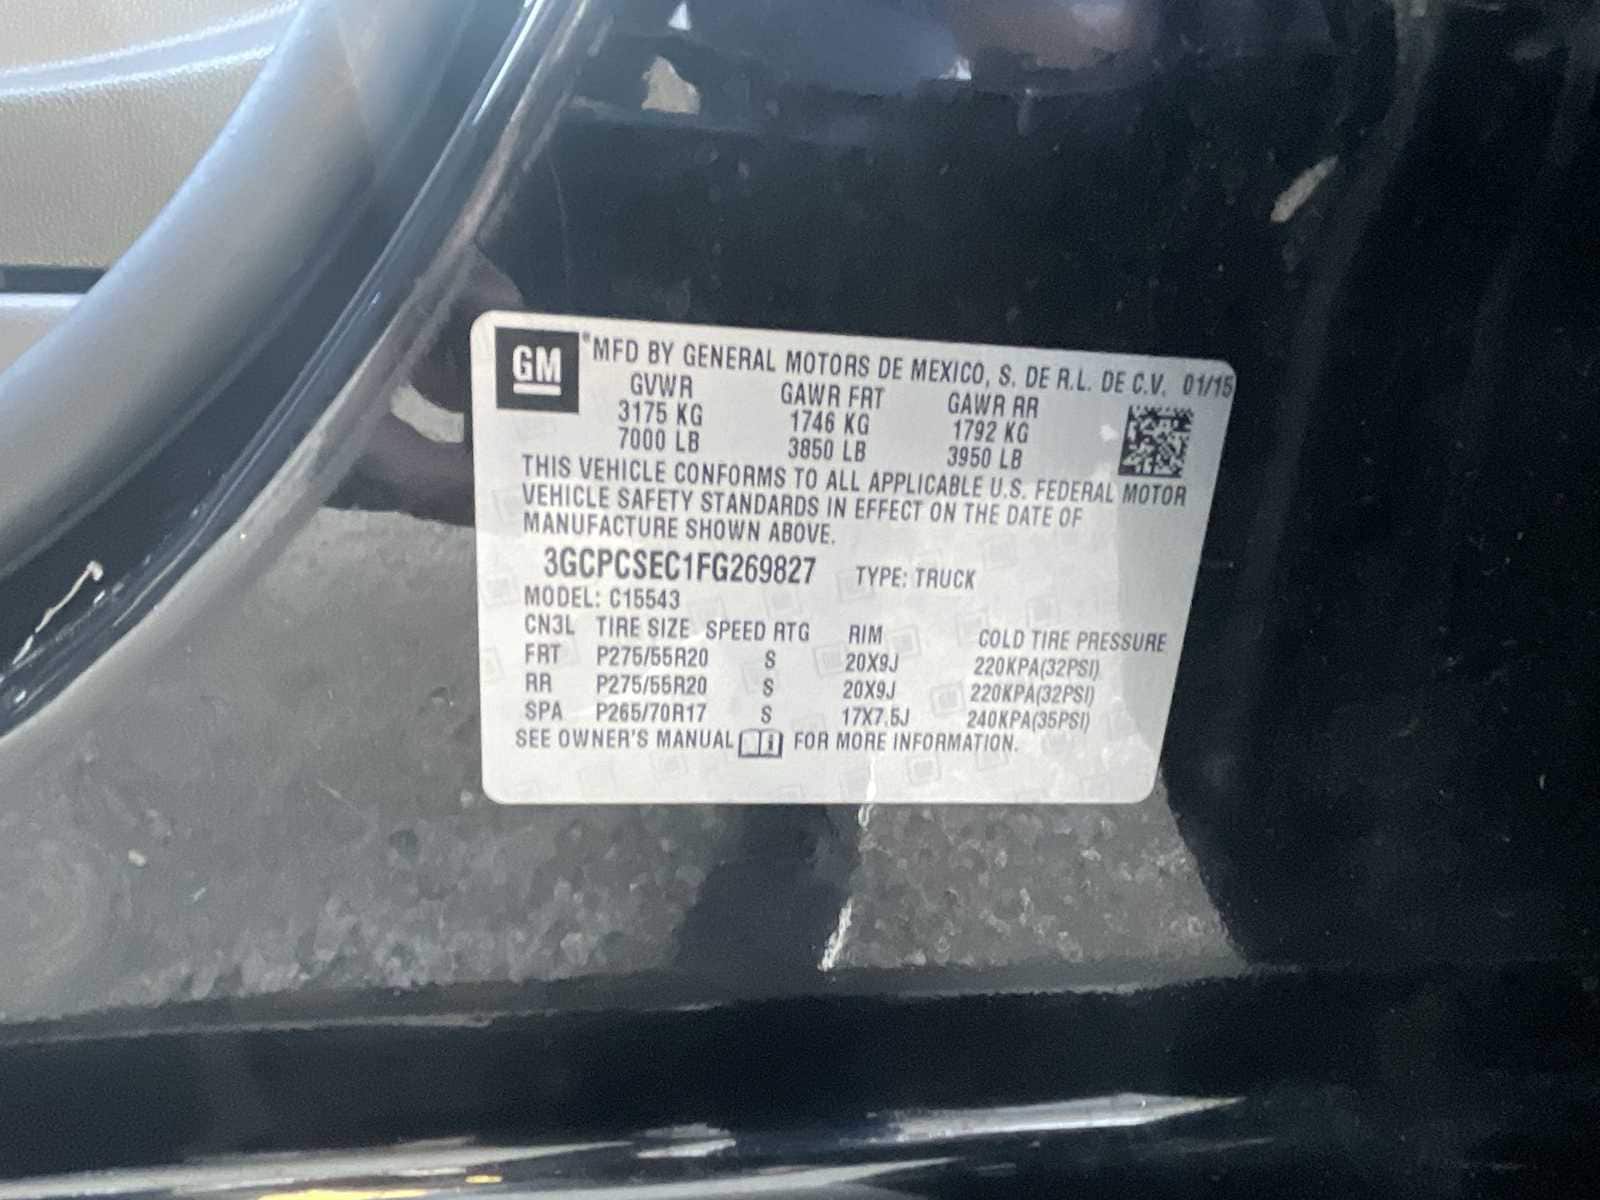 GM
*MFD BY GENERAL MOTORS DE MEXICO, S. DE R.L. DE C.V. 01/15
GVWR GAWR FRT GAWR RR
3175 KG 1746 KG 1792 KG
7000 LB 3850 LB 3950 LB
THIS VEHICLE CONFORMS TO ALL APPLICABLE U.S. FEDERAL MOTOR
VEHICLE SAFETY STANDARDS IN EFFECT ON THE DATE OF
MANUFACTURE SHOWN ABOVE.
3GCPCSEC1FG269827 TYPE: TRUCK
MODEL: C15543
CN3L TIRE SIZE SPEED RTG RIM COLD TIRE PRESSURE
FRT P275/55R20 S 20X9J 220KPA(32PSI)
RR P275/55R20 S 20X9J 220KPA(32PSI)
SPA P265/70R17 S 17X7.5J 240KPA(35PSI)
SEE OWNER'S MANUAL i FOR MORE INFORMATION.